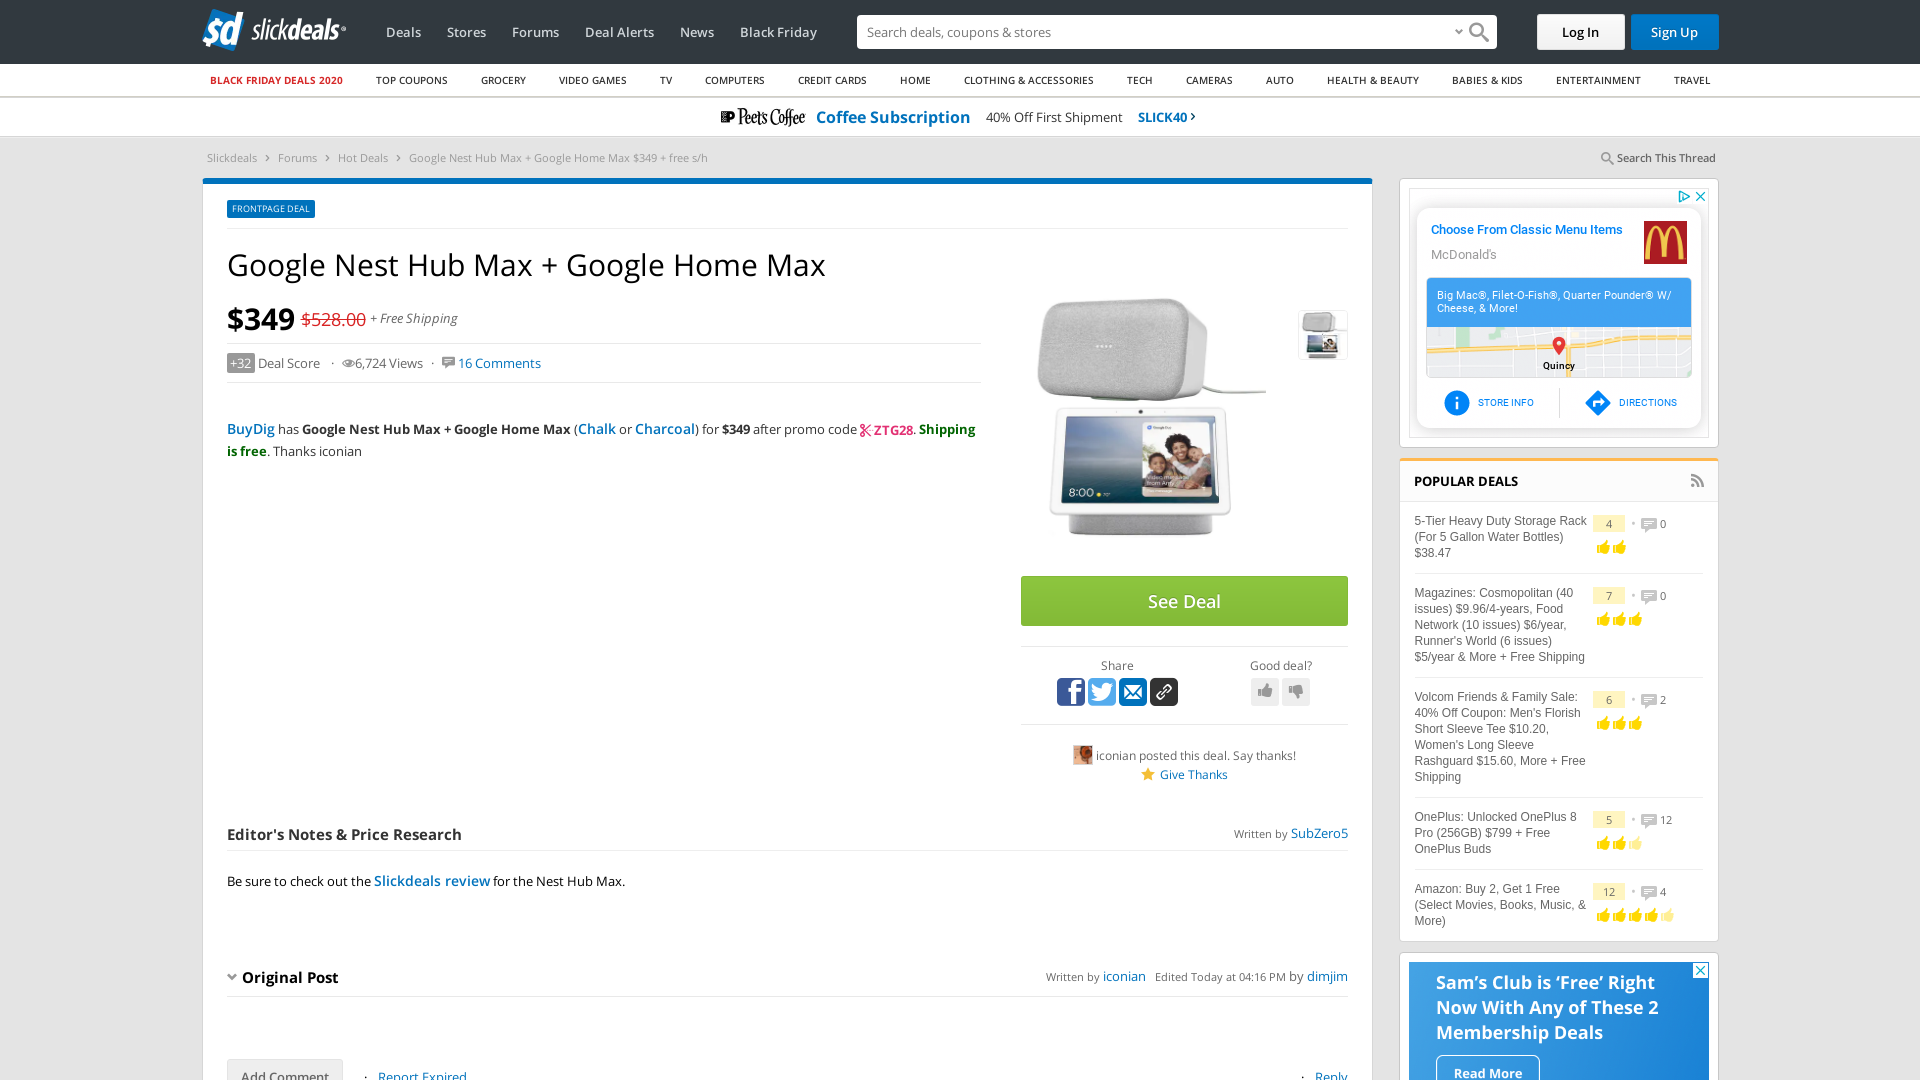 slickdeals
Deals
Stores
Forums
Deal Alerts
News
Black Friday
Search deals, coupons & stores
Log In
Sign Up
BLACK FRIDAY DEALS 2020
TOP COUPONS
GROCERY
VIDEO GAMES
TV
COMPUTERS
CREDIT CARDS
HOME
CLOTHING & ACCESSORIES
TECH
CAMERAS
AUTO
HEALTH & BEAUTY
BABIES & KIDS
ENTERTAINMENT
TRAVEL
Peet's Coffee Coffee Subscription 40% Off First Shipment SLICK40
Slickdeals › Forums › Hot Deals › Google Nest Hub Max + Google Home Max $349 + free s/h
Search This Thread
FRONTPAGE DEAL
Google Nest Hub Max + Google Home Max
$349 $528.00 + Free Shipping
+32 Deal Score · 6,724 Views · 16 Comments
BuyDig has Google Nest Hub Max + Google Home Max (Chalk or Charcoal) for $349 after promo code ZTG28. Shipping
is free. Thanks iconian
8:00
See Deal
Share
Good deal?
iconian posted this deal. Say thanks!
Give Thanks
Editor's Notes & Price Research
Written by SubZero5
Be sure to check out the Slickdeals review for the Nest Hub Max.
Original Post
Written by iconian Edited Today at 04:16 PM by dimjim
Add Comment
· Report Expired
· Reply
Choose From Classic Menu Items
McDonald's
Big Mac®, Filet-O-Fish®, Quarter Pounder® W/
Cheese, & More!
Quincy
STORE INFO
DIRECTIONS
POPULAR DEALS
5-Tier Heavy Duty Storage Rack
(For 5 Gallon Water Bottles)
$38.47
4 • 0
Magazines: Cosmopolitan (40
issues) $9.96/4-years, Food
Network (10 issues) $6/year,
Runner's World (6 issues)
$5/year & More + Free Shipping
7 • 0
Volcom Friends & Family Sale:
40% Off Coupon: Men's Florish
Short Sleeve Tee $10.20,
Women's Long Sleeve
Rashguard $15.60, More + Free
Shipping
6 • 2
OnePlus: Unlocked OnePlus 8
Pro (256GB) $799 + Free
OnePlus Buds
5 • 12
Amazon: Buy 2, Get 1 Free
(Select Movies, Books, Music, &
More)
12 • 4
Sam's Club is ‘Free’ Right
Now With Any of These 2
Membership Deals
Read More